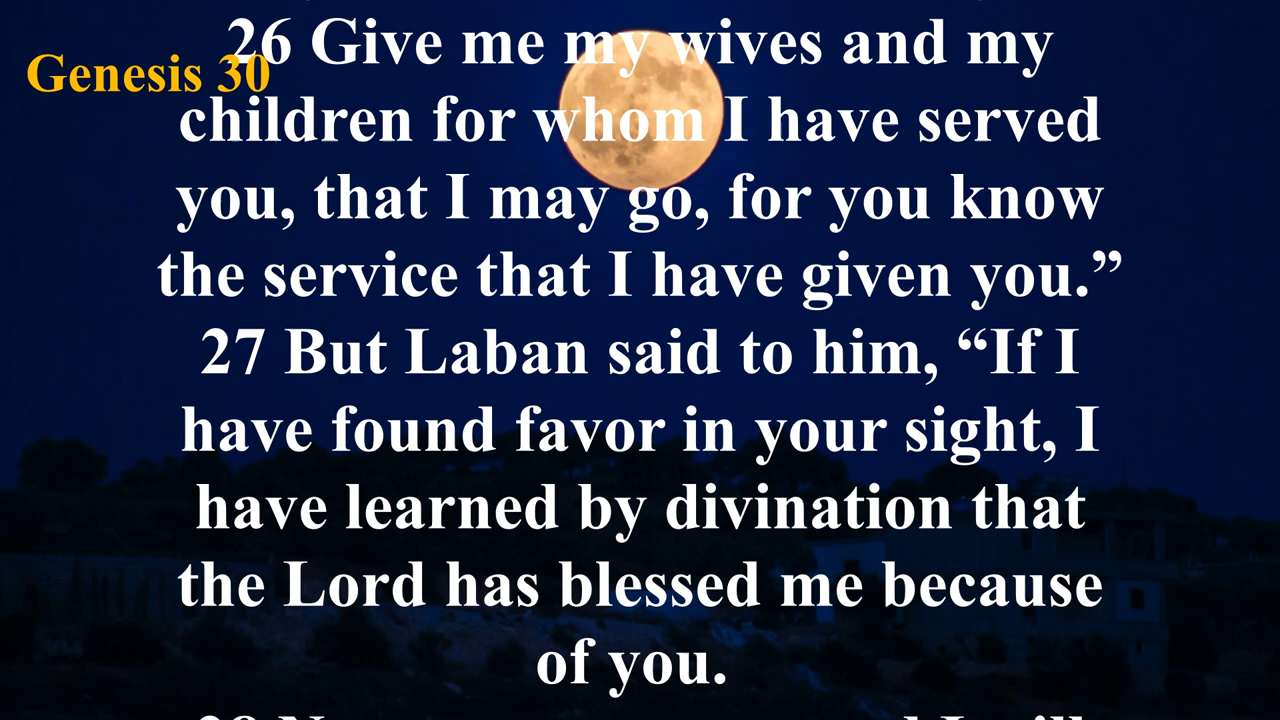 Genesis 30
26 Give me my wives and my
children for whom I have served
you, that I may go, for you know
the service that I have given you.”
27 But Laban said to him, “If I
have found favor in your sight, I
have learned by divination that
the Lord has blessed me because
of you.